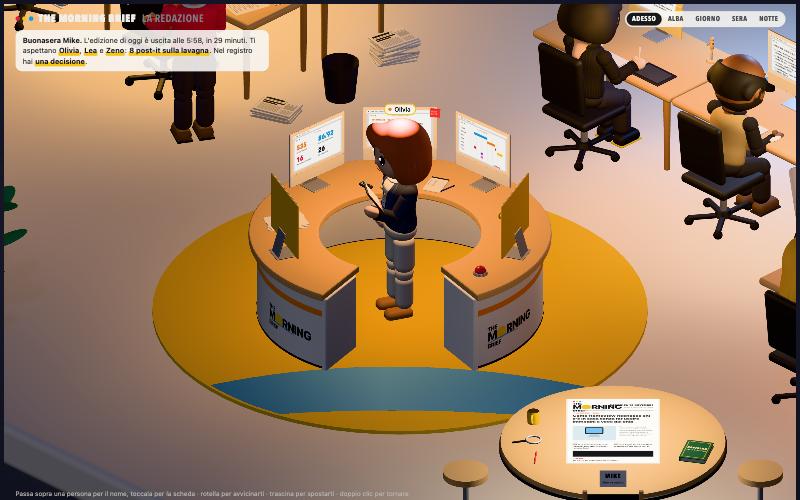 THE MORNING BRIEF LA REDAZIONE
ADESSO ALBA GIORNO SERA NOTTE
Buonasera Mike. L'edizione di oggi è uscita alle 5:58, in 29 minuti. Ti
aspettano Olivia, Lea e Zeno: 8 post-it sulla lavagna. Nel registro
hai una decisione.
Olivia
THE
MORNING
BRIEF
THE
MORNING
BRIEF
MORNING
MIKE
Passa sopra una persona per il nome, toccala per la scheda · rotella per avvicinarti · trascina per spostarti · doppio clic per tornare